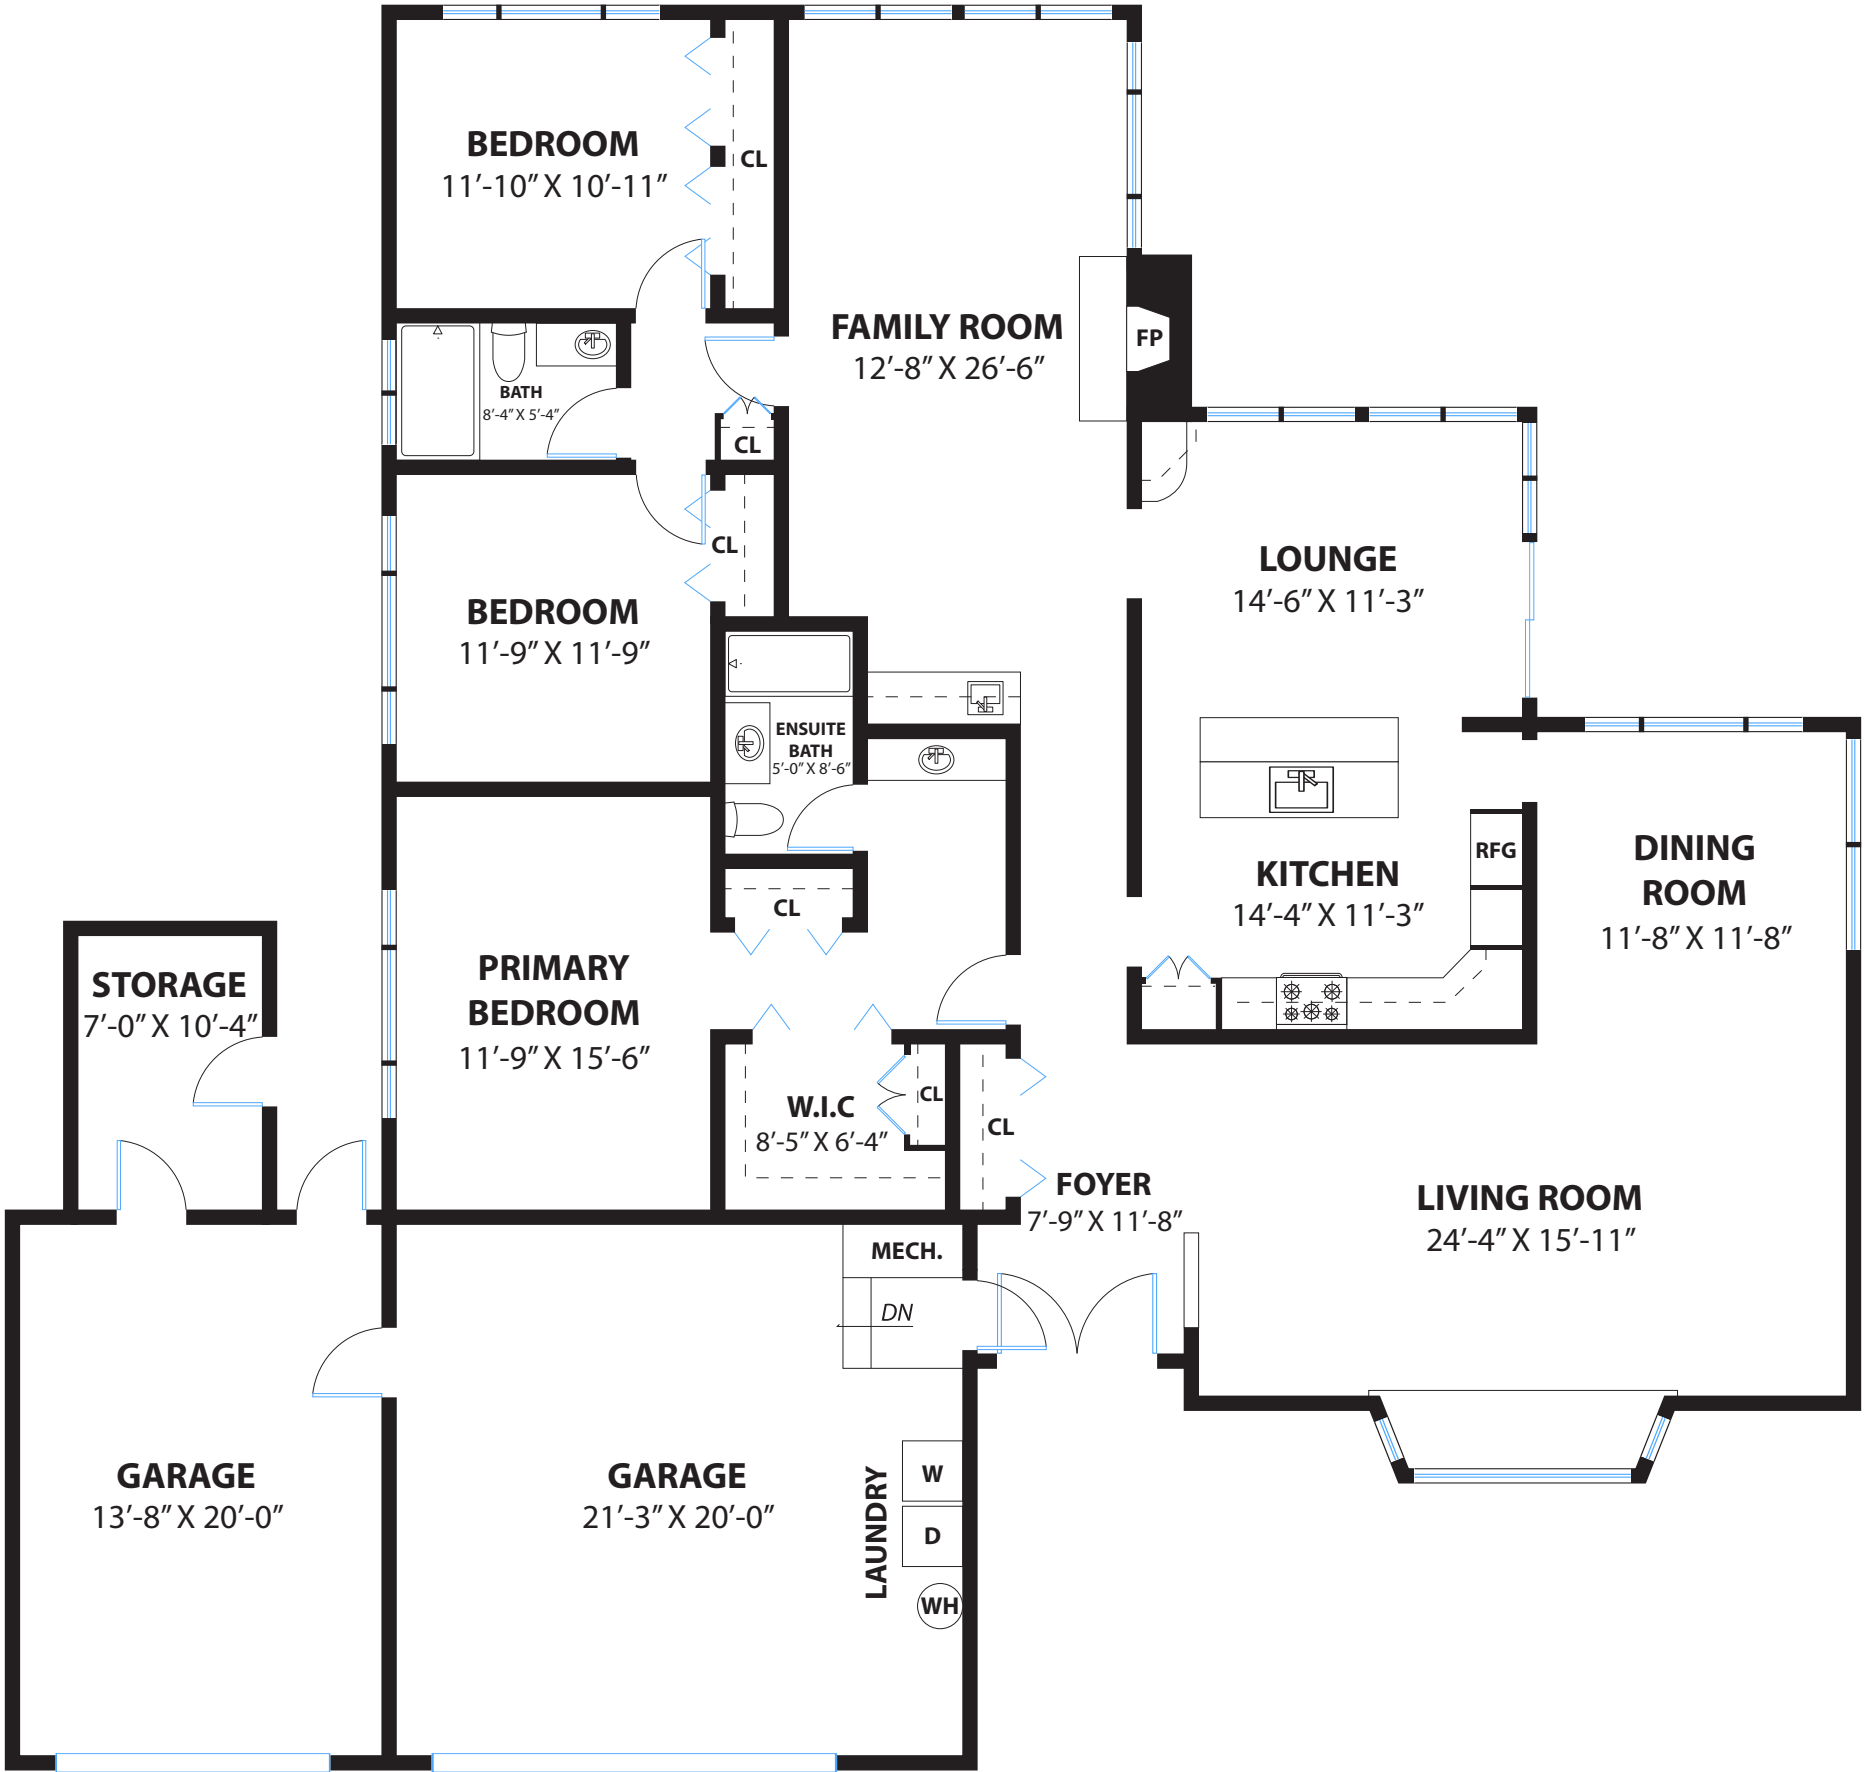 BEDROOM
11’-10” X 10’-11”
CL
FAMILY ROOM
12’-8” X 26’-6”
FP
BATH
8’-4” X 5’-4”
CL
BEDROOM
11’-9” X 11’-9”
CL
LOUNGE
14’-6” X 11’-3”
ENSUITE
BATH
5’-0” X 8’-6”
KITCHEN
14’-4” X 11’-3”
RFG
DINING
ROOM
11’-8” X 11’-8”
CL
PRIMARY
BEDROOM
11’-9” X 15’-6”
STORAGE
7’-0” X 10’-4”
W.I.C
8’-5” X 6’-4”
CL
CL
FOYER
7’-9” X 11’-8”
LIVING ROOM
24’-4” X 15’-11”
MECH.
DN
GARAGE
13’-8” X 20’-0”
GARAGE
21’-3” X 20’-0”
LAUNDRY
W
D
WH